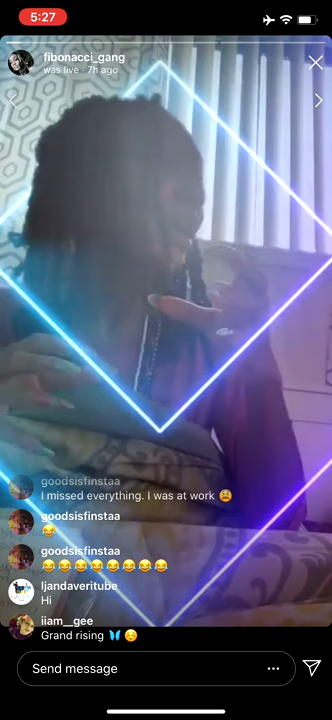 5:27
fibonacci_gang
was live · 7h ago
goodsisfinstaa
I missed everything. I was at work 😫
goodsisfinstaa
😂
goodsisfinstaa
😂😂😂😂😂😂😂😂
ljandaveritube
Hi
iiam__gee
Grand rising 🦋☺️
Send message